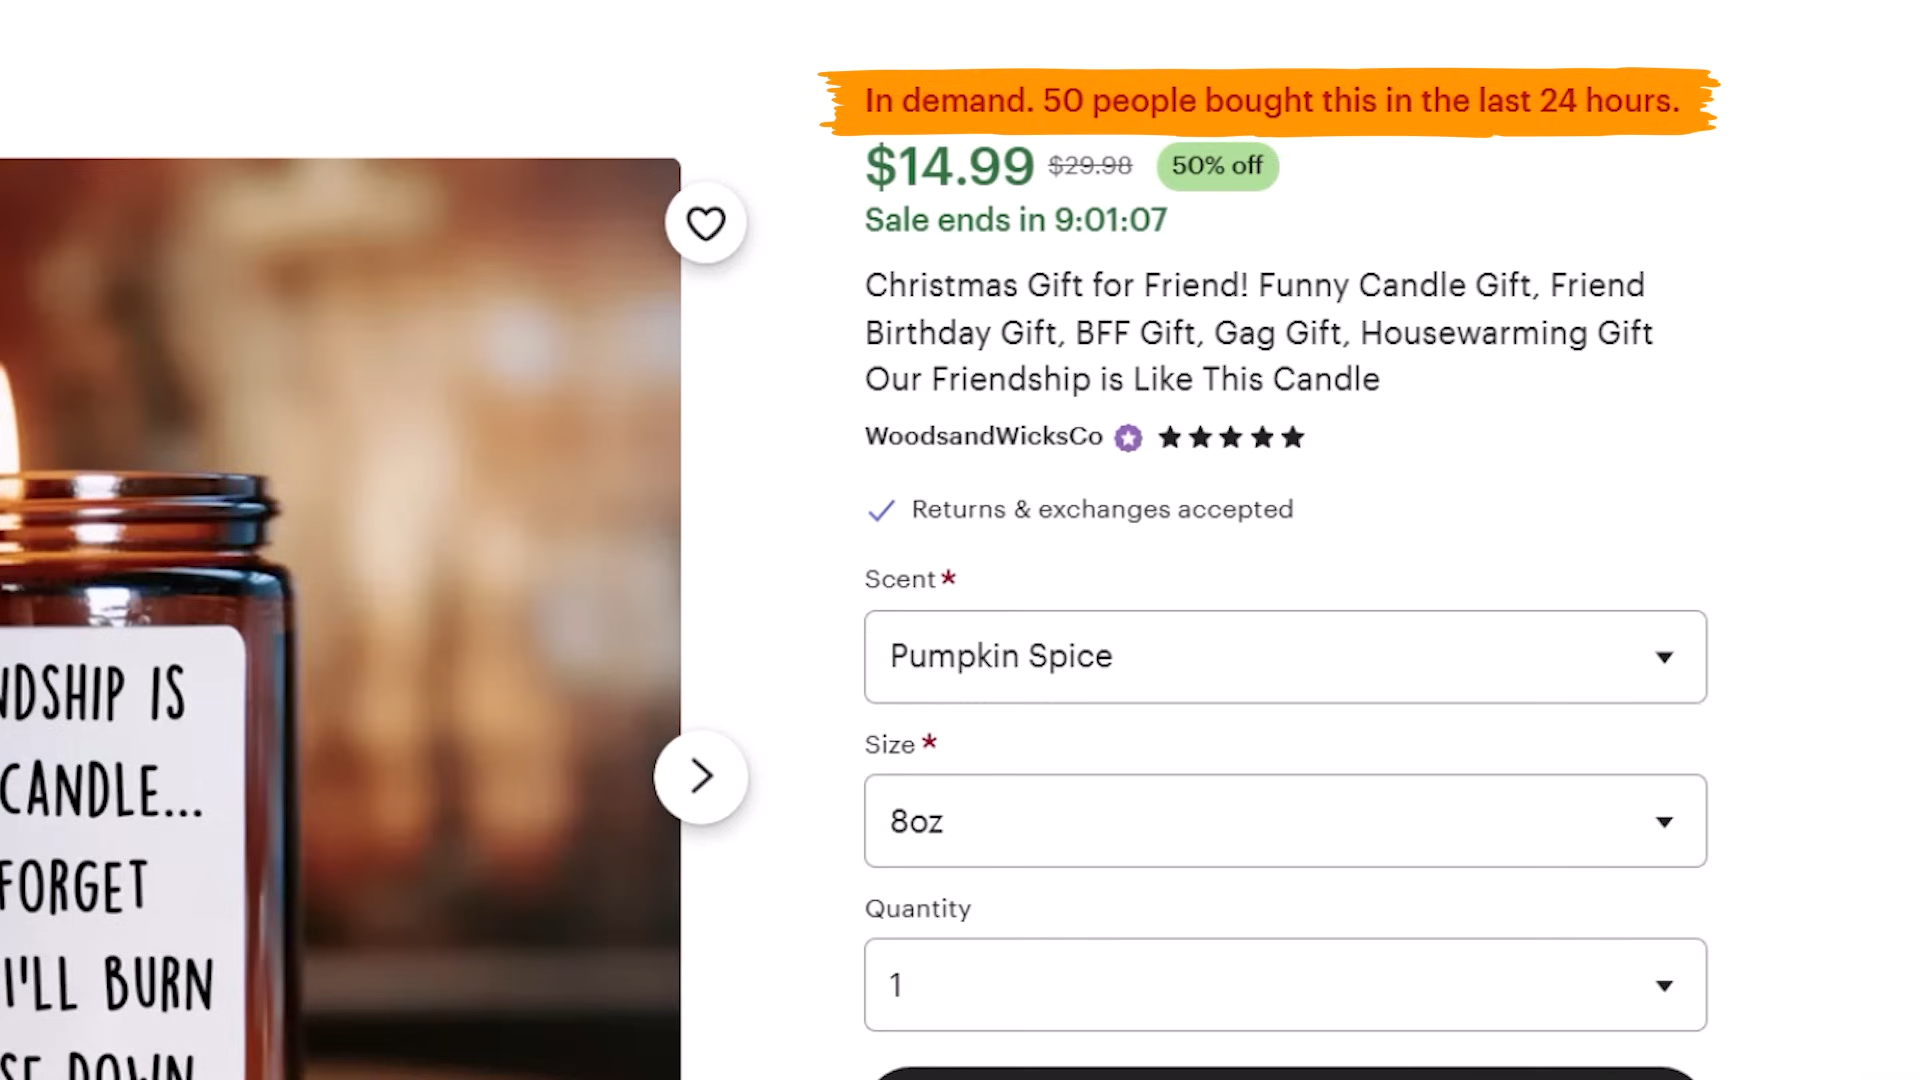 In demand. 50 people bought this in the last 24 hours.
$14.99 $29.98 50% off
Sale ends in 9:01:07
Christmas Gift for Friend! Funny Candle Gift, Friend
Birthday Gift, BFF Gift, Gag Gift, Housewarming Gift
Our Friendship is Like This Candle
WoodsandWicksCo
Returns & exchanges accepted
Scent*
Pumpkin Spice
Size *
8oz
Quantity
1
NDSHIP IS
CANDLE...
FORGET
I'LL BURN
SE DOWN